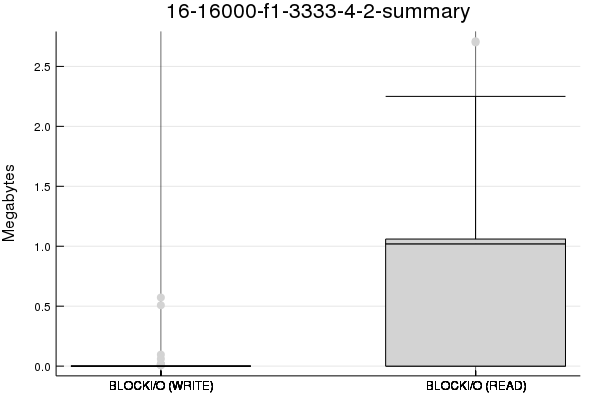 16-16000-f1-3333-4-2-summary
Megabytes
2.5
2.0
1.5
1.0
0.5
0.0
BLOCKI/O (WRITE)
BLOCKI/O (READ)